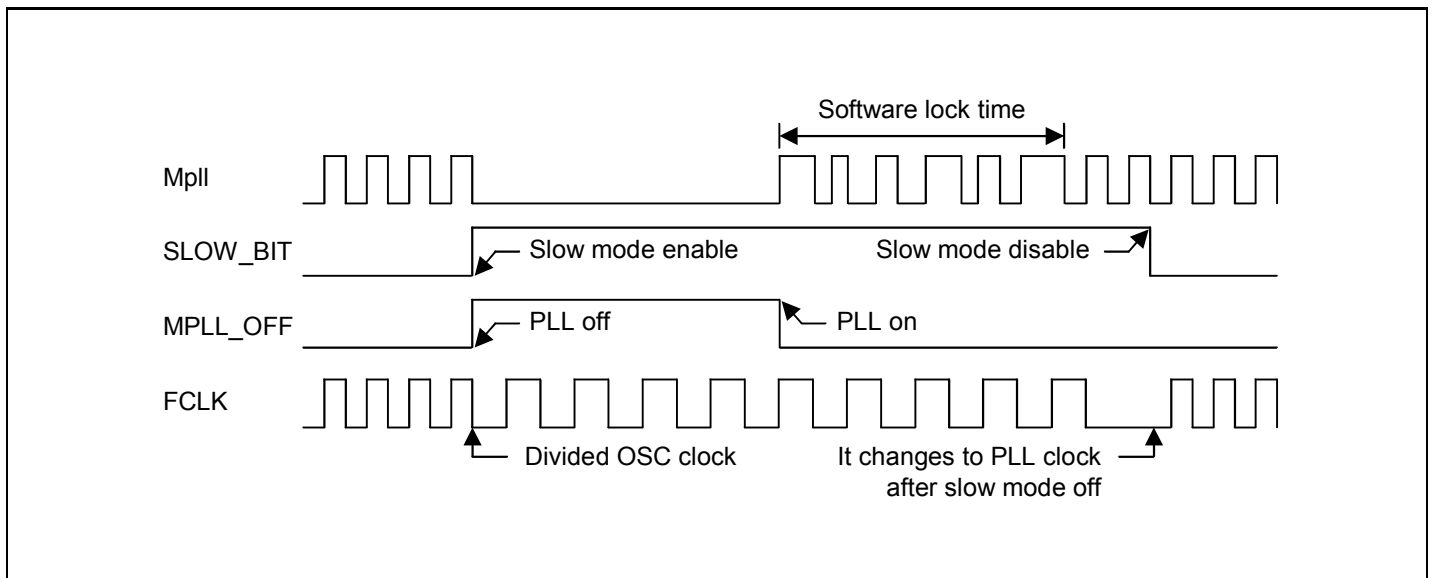 Software lock time
Mpll
SLOW_BIT
Slow mode enable
Slow mode disable
MPLL_OFF
PLL off
PLL on
FCLK
Divided OSC clock
It changes to PLL clock
after slow mode off